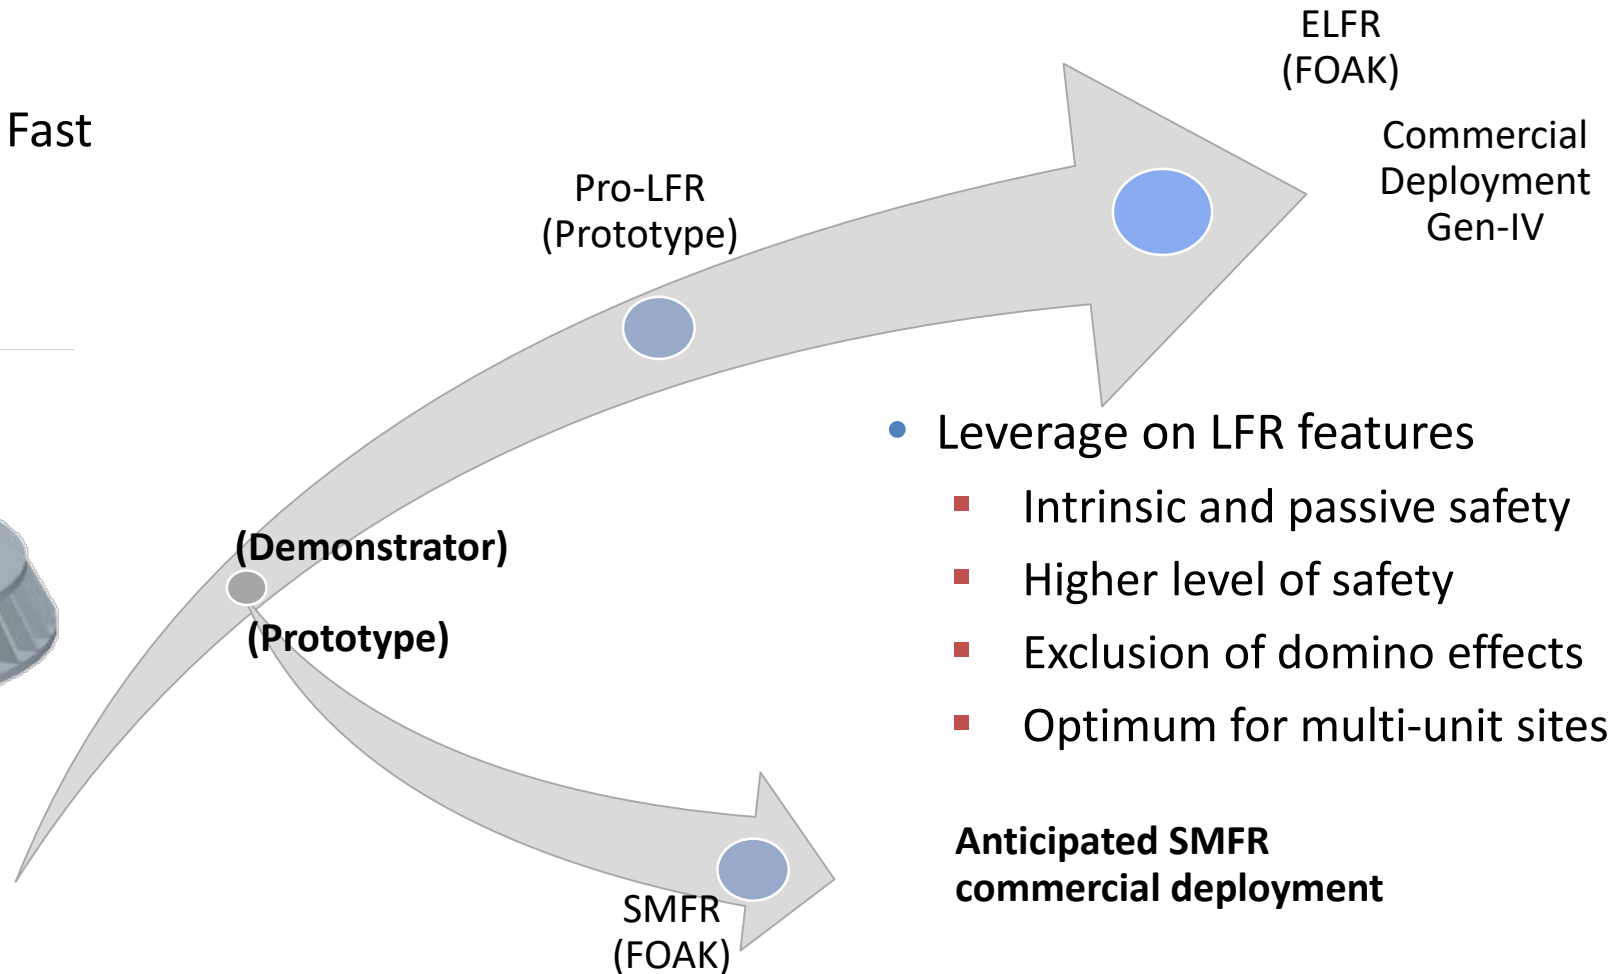 Fast
ELFR
(FOAK)
Commercial
Deployment
Gen-IV
Pro-LFR
(Prototype)
(Demonstrator)
(Prototype)
• Leverage on LFR features
▪ Intrinsic and passive safety
▪ Higher level of safety
▪ Exclusion of domino effects
▪ Optimum for multi-unit sites
Anticipated SMFR
commercial deployment
SMFR
(FOAK)